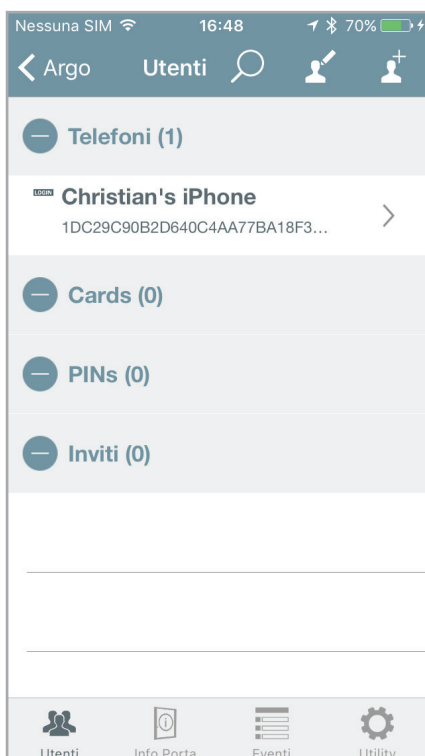 Nessuna SIM 16:48 70%
Argo Utenti
Telefoni (1)
LOGIN Christian's iPhone
1DC29C90B2D640C4AA77BA18F3...
Cards (0)
PINs (0)
Inviti (0)
Utenti Info Porta Eventi Utility